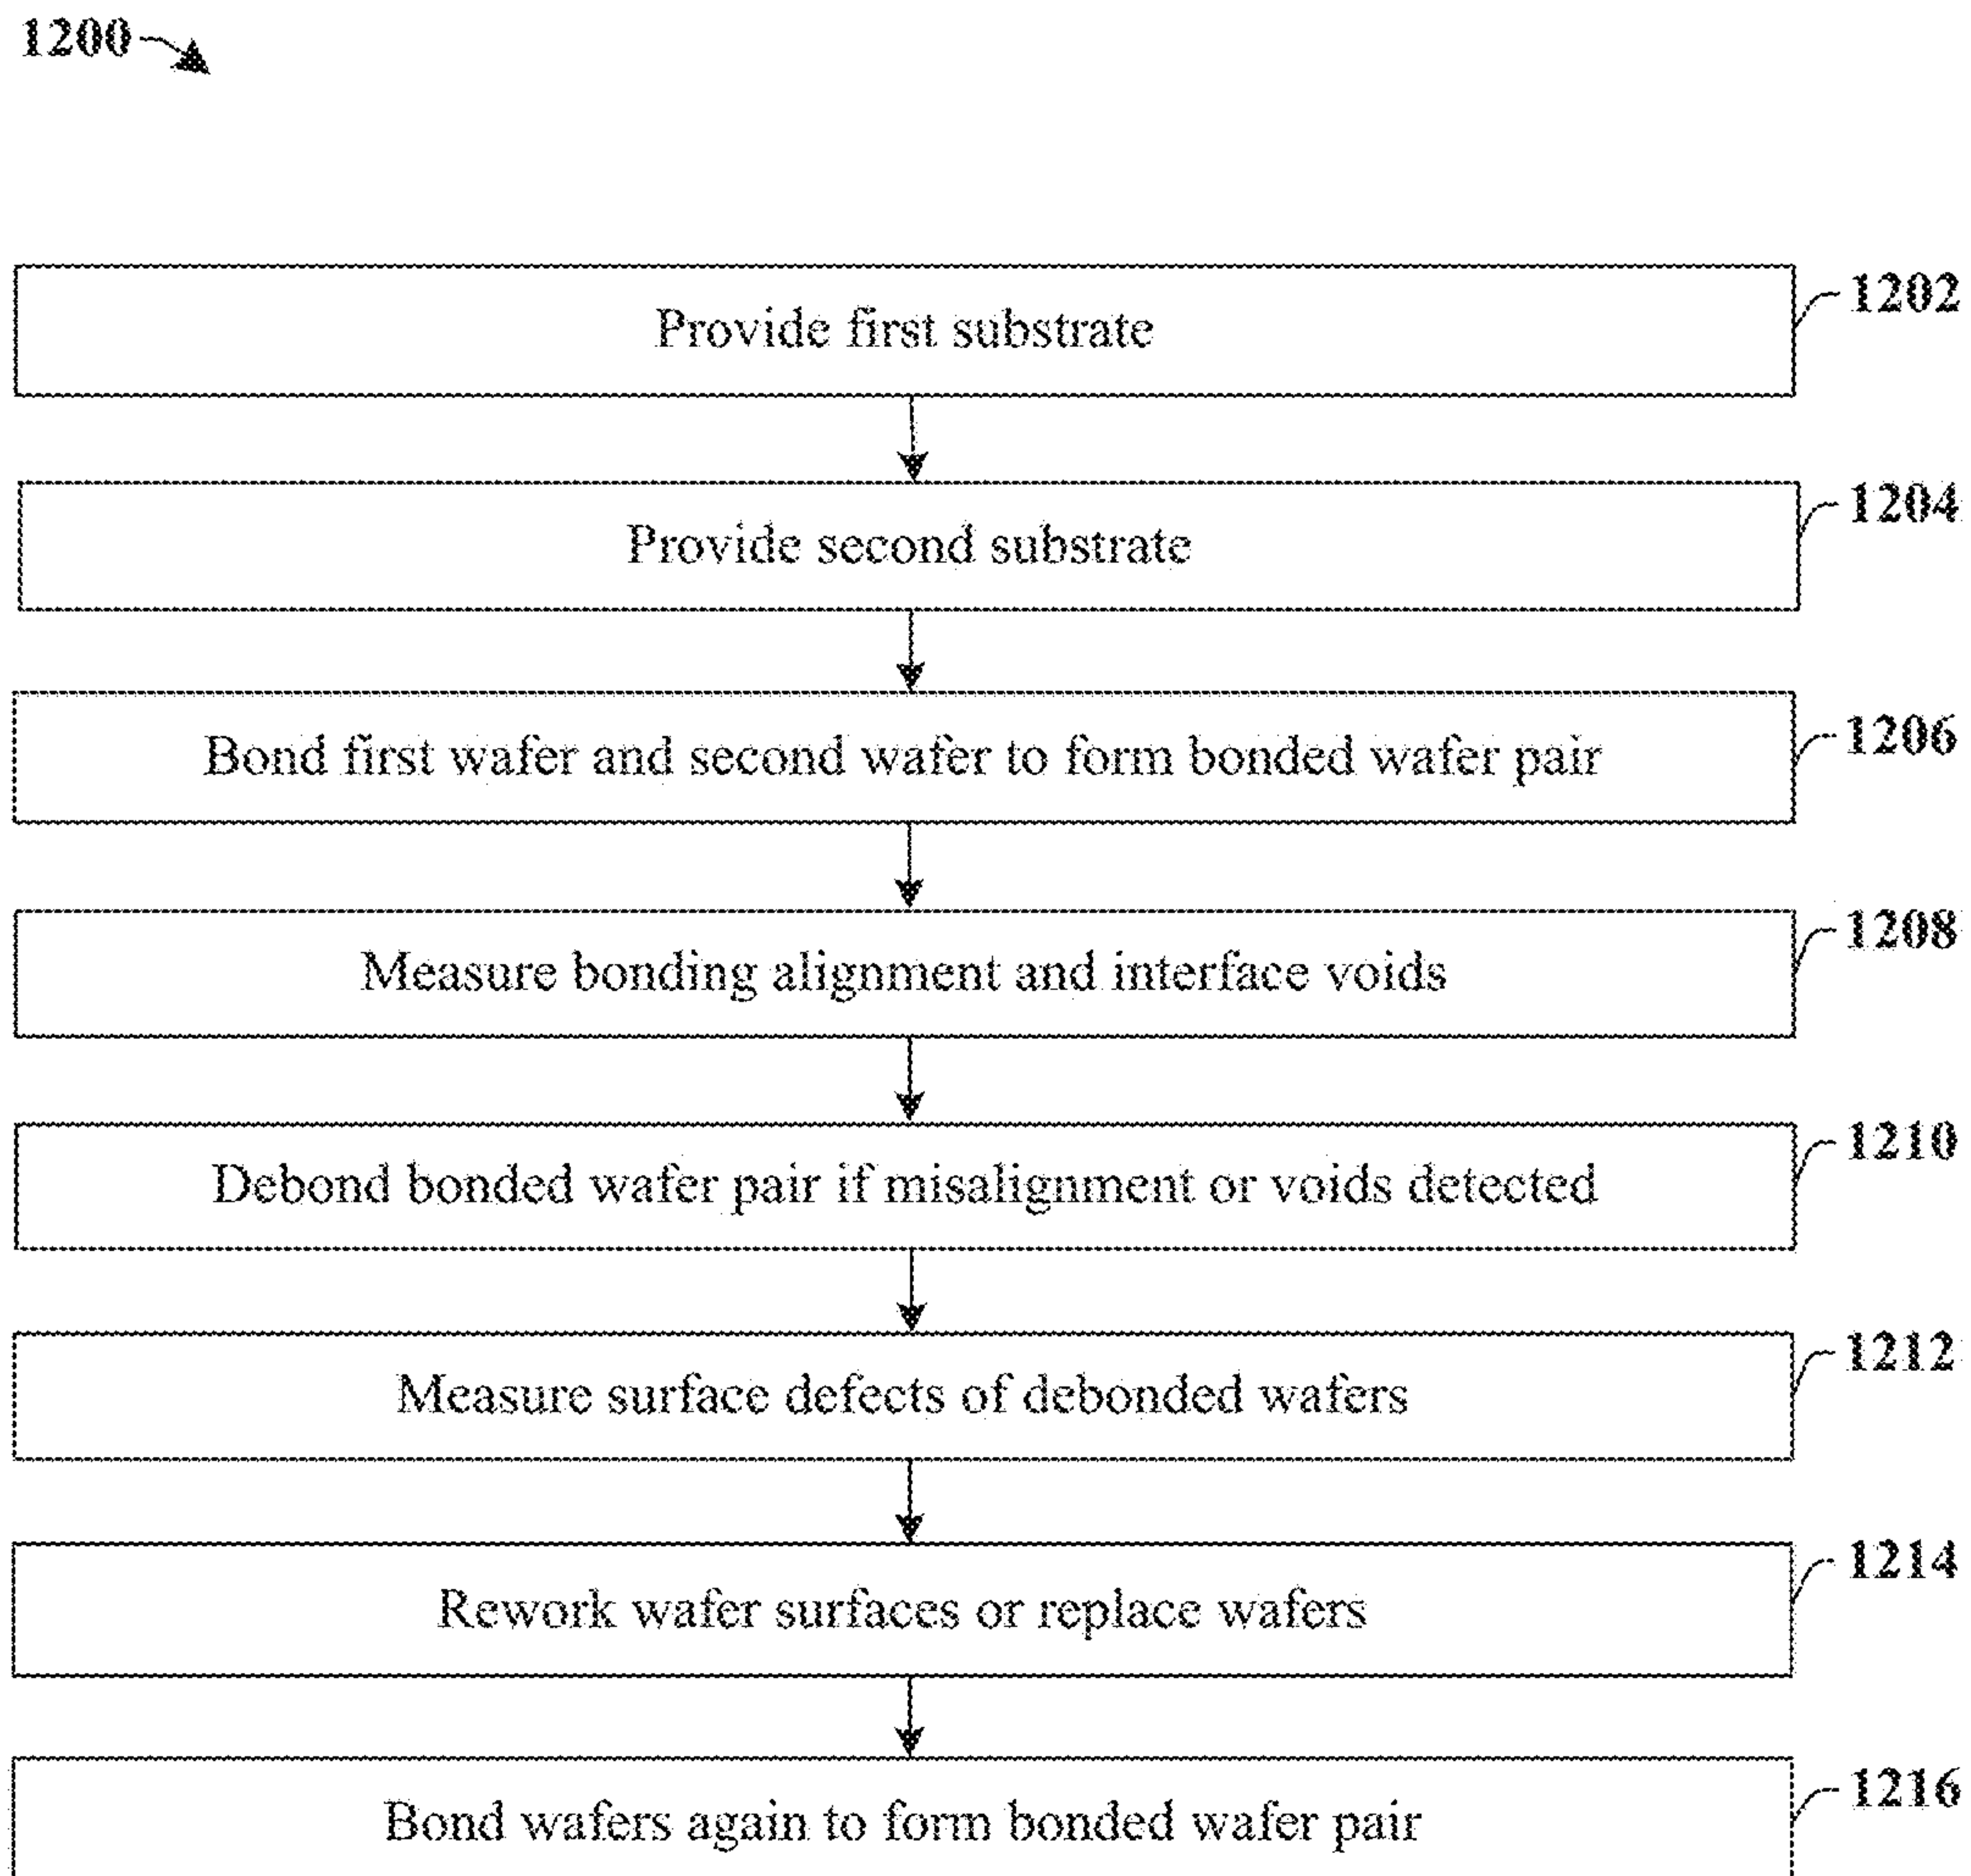 1200
Provide first substrate
1202
Provide second substrate
1204
Bond first wafer and second wafer to form bonded wafer pair
1206
Measure bonding alignment and interface voids
1208
Debond bonded wafer pair if misalignment or voids detected
1210
Measure surface defects of debonded wafers
1212
Rework wafer surfaces or replace wafers
1214
Bond wafers again to form bonded wafer pair
1216